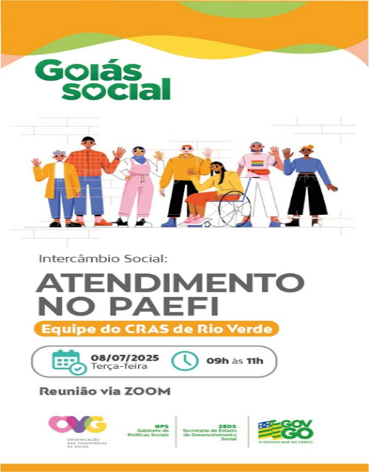 Goiás
social
Intercâmbio Social:
ATENDIMENTO
NO PAEFI
Equipe do CRAS de Rio Verde
08/07/2025
Terça-feira
09h às 11h
Reunião via ZOOM
OVG
ORGANIZAÇÃO
DAS VOLUNTÁRIAS
DE GOIÁS
GPS
Gabinete de
Políticas Sociais
SEDS
Secretaria de Estado
de Desenvolvimento
Social
GOV
GO